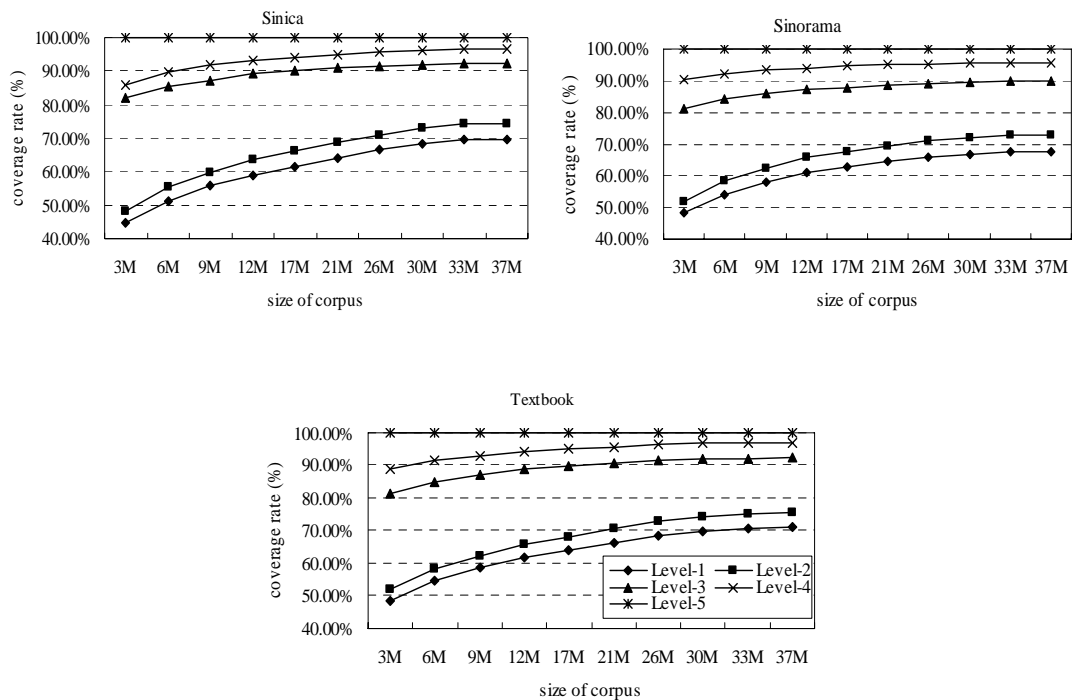 Sinica
100.00%
90.00%
80.00%
70.00%
60.00%
50.00%
40.00%
coverage rate (%)
3M 6M 9M 12M 17M 21M 26M 30M 33M 37M
size of corpus
Sinorama
100.00%
90.00%
80.00%
70.00%
60.00%
50.00%
40.00%
coverage rate (%)
3M 6M 9M 12M 17M 21M 26M 30M 33M 37M
size of corpus
Textbook
100.00%
90.00%
80.00%
70.00%
60.00%
50.00%
40.00%
coverage rate (%)
Level-1 Level-2
Level-3 Level-4
Level-5
3M 6M 9M 12M 17M 21M 26M 30M 33M 37M
size of corpus